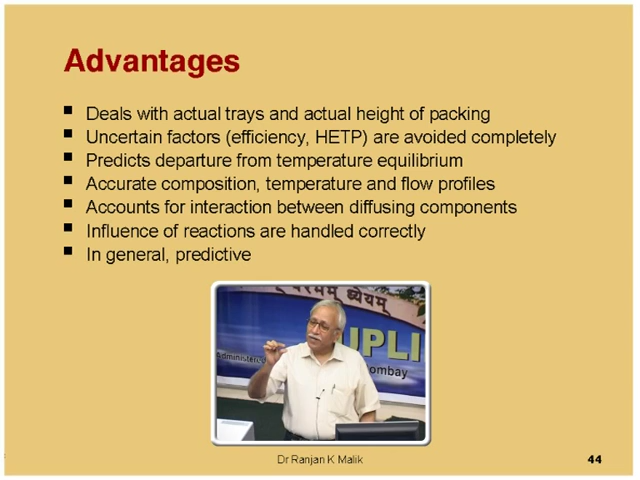 Advantages
Deals with actual trays and actual height of packing
Uncertain factors (efficiency, HETP) are avoided completely
Predicts departure from temperature equilibrium
Accurate composition, temperature and flow profiles
Accounts for interaction between diffusing components
Influence of reactions are handled correctly
In general, predictive
परमम् ध्येयम्
UPLI
Administered
ombay
Dr Ranjan K Malik
44